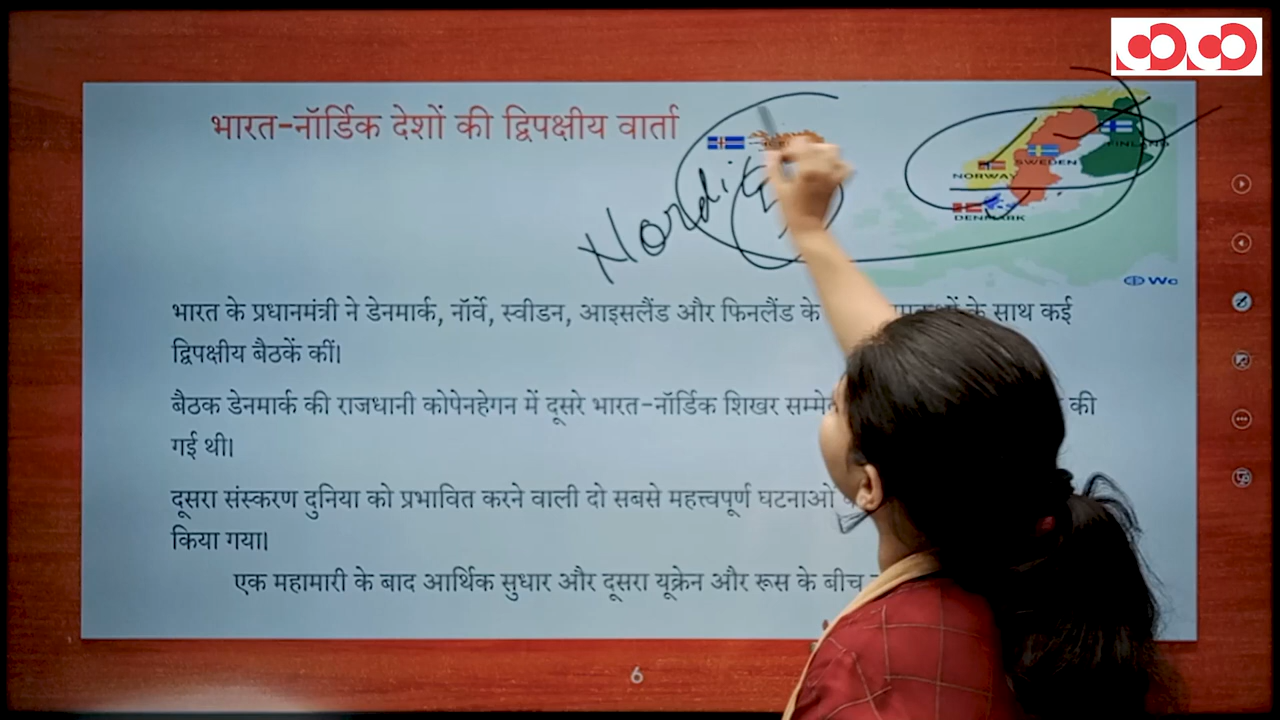 भारत-नॉर्डिक देशों की द्विपक्षीय वार्ता
FINLAND
SWEDEN
NORWAY
DENMARK
Nordic
भारत के प्रधानमंत्री ने डेनमार्क, नॉर्वे, स्वीडन, आइसलैंड और फिनलैंड के के साथ कई
द्विपक्षीय बैठकें कीं।
बैठक डेनमार्क की राजधानी कोपेनहेगन में दूसरे भारत-नॉर्डिक शिखर की
गई थी।
दूसरा संस्करण दुनिया को प्रभावित करने वाली दो सबसे महत्त्वपूर्ण घटनाओं
किया गया।
एक महामारी के बाद आर्थिक सुधार और दूसरा यूक्रेन और रूस के बीच
6